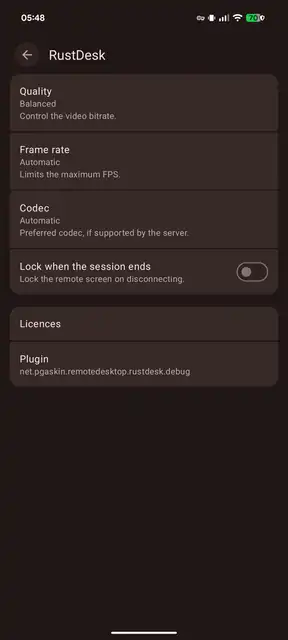 05:48
70
RustDesk
Quality
Balanced
Control the video bitrate.
Frame rate
Automatic
Limits the maximum FPS.
Codec
Automatic
Preferred codec, if supported by the server.
Lock when the session ends
Lock the remote screen on disconnecting.
Licences
Plugin
net.pgaskin.remotedesktop.rustdesk.debug